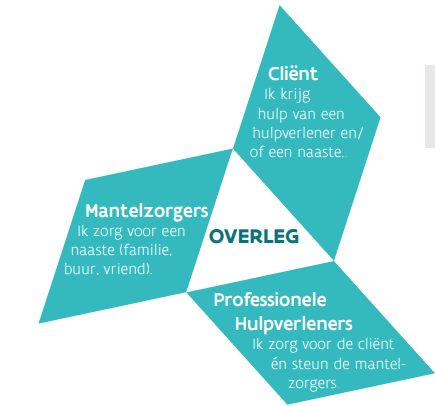 Cliënt
Ik krijg
hulp van een
hulpverlener en/
of een naaste.
Mantelzorgers
Ik zorg voor een
naaste (familie,
buur, vriend).
OVERLEG
Professionele
Hulpverleners
Ik zorg voor de cliënt
én steun de mantel-
zorgers.